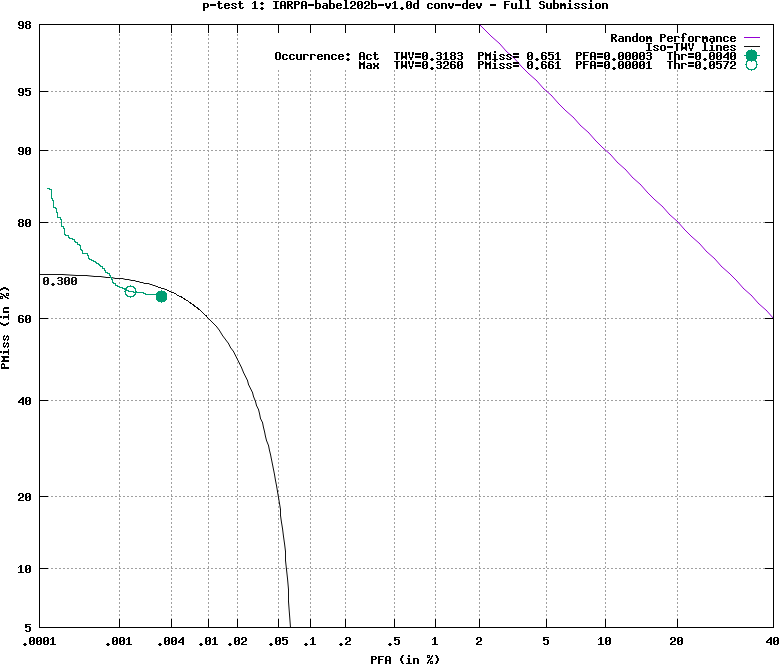 p-test 1: IARPA-babel202b-v1.0d conv-dev - Full Submission
Random Performance
Iso-TWV lines
Occurrence: Act TWV=0.3183 PMiss= 0.651 PFA=0.00003 Thr=0.0040
Max TWV=0.3260 PMiss= 0.661 PFA=0.00001 Thr=0.0572
98
95
90
80
60
40
20
10
5
PMiss (in %)
0.300
.0001 .001 .004 .01 .02 .05 .1 .2 .5 1 2 5 10 20 40
PFA (in %)